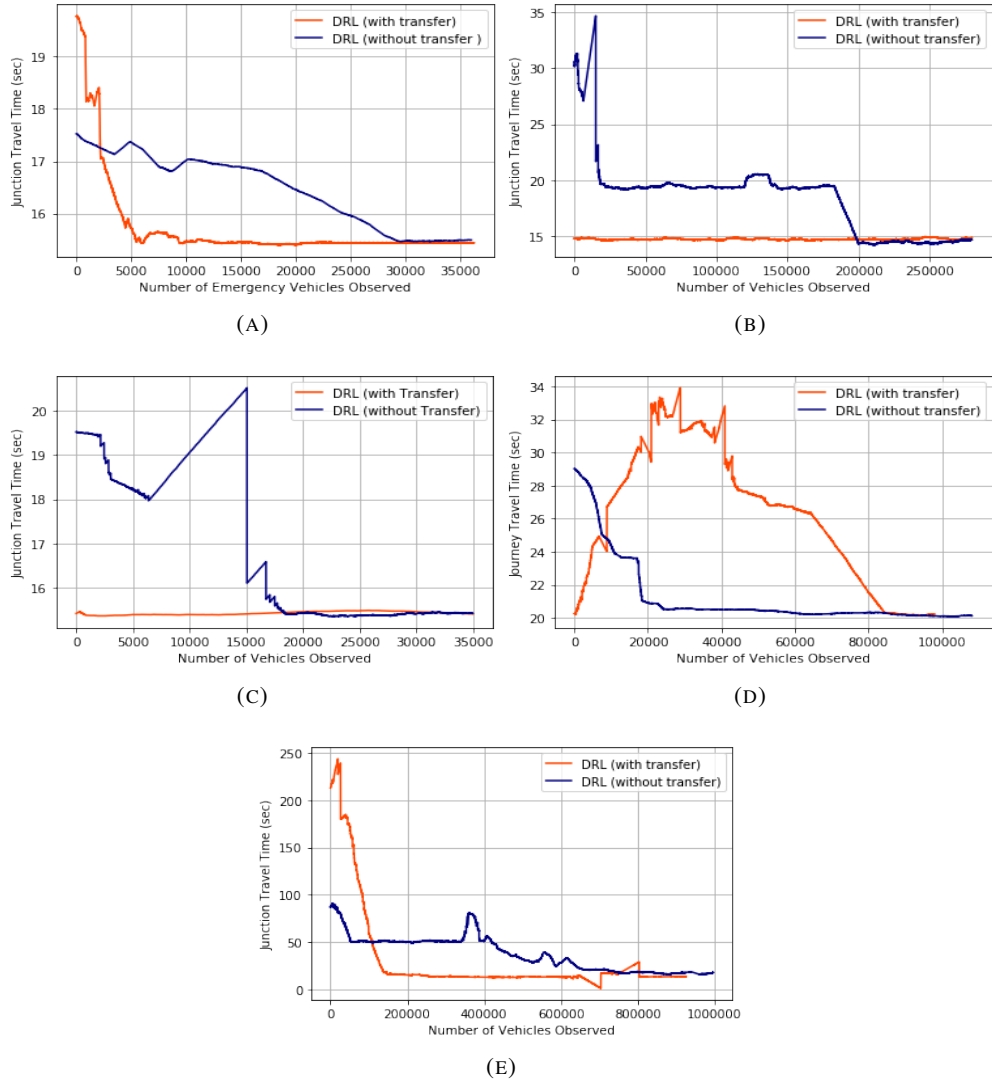 DRL (with transfer)
DRL (without transfer )
19
18
17
16
Junction Travel Time (sec)
0 5000 10000 15000 20000 25000 30000 35000
Number of Emergency Vehicles Observed
(A)
DRL (with transfer)
DRL (without transfer)
35
30
25
20
15
Junction Travel Time (sec)
0 50000 100000 150000 200000 250000
Number of Vehicles Observed
(B)
DRL (with Transfer)
DRL (without Transfer)
20
19
18
17
16
Junction Travel Time (sec)
0 5000 10000 15000 20000 25000 30000 35000
Number of Vehicles Observed
(C)
DRL (with transfer)
DRL (without transfer)
34
32
30
28
26
24
22
20
Journey Travel Time (sec)
0 20000 40000 60000 80000 100000
Number of Vehicles Observed
(D)
DRL (with transfer)
DRL (without transfer)
250
200
150
100
50
0
Junction Travel Time (sec)
0 200000 400000 600000 800000 1000000
Number of Vehicles Observed
(E)